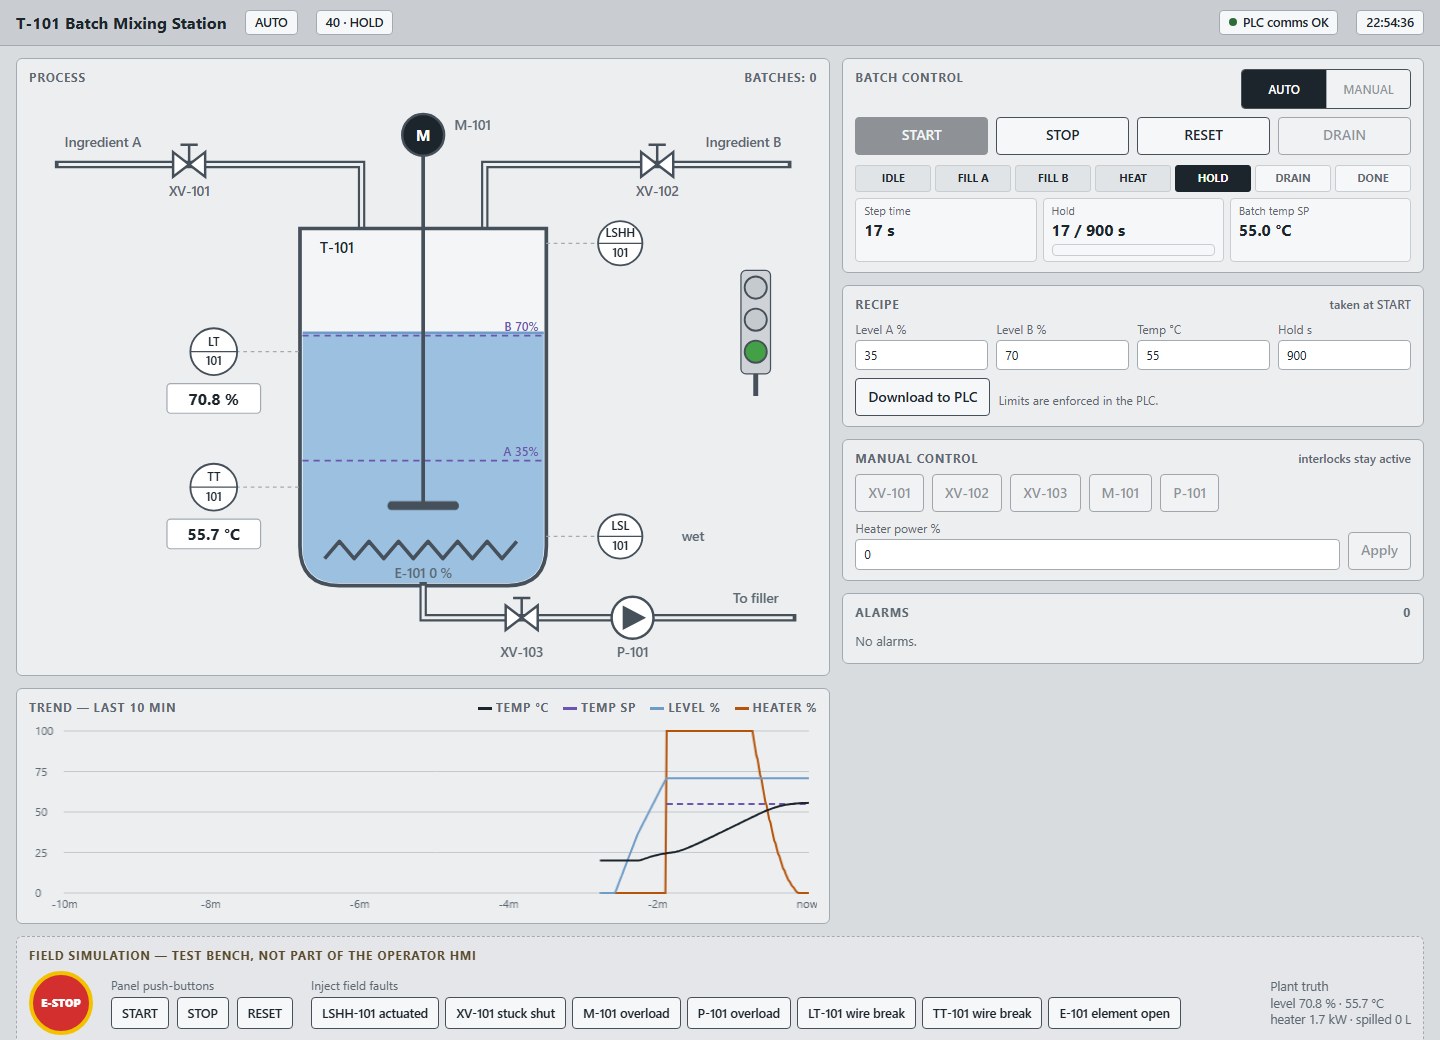 T-101 Batch Mixing Station
AUTO
40 · HOLD
PLC comms OK
22:54:36
PROCESS
BATCHES: 0
M
M-101
Ingredient A
Ingredient B
XV-101
XV-102
T-101
LSHH
101
B 70%
LT
101
70.8 %
A 35%
TT
101
55.7 °C
LSL
101
wet
E-101 0 %
To filler
XV-103
P-101
BATCH CONTROL
AUTO
MANUAL
START
STOP
RESET
DRAIN
IDLE
FILL A
FILL B
HEAT
HOLD
DRAIN
DONE
Step time
17 s
Hold
17 / 900 s
Batch temp SP
55.0 °C
RECIPE
taken at START
Level A %
Level B %
Temp °C
Hold s
35
70
55
900
Download to PLC
Limits are enforced in the PLC.
MANUAL CONTROL
interlocks stay active
XV-101
XV-102
XV-103
M-101
P-101
Heater power %
0
Apply
ALARMS
0
No alarms.
TREND — LAST 10 MIN
TEMP °C
TEMP SP
LEVEL %
HEATER %
100
75
50
25
0
-10m
-8m
-6m
-4m
-2m
now
FIELD SIMULATION — TEST BENCH, NOT PART OF THE OPERATOR HMI
E-STOP
Panel push-buttons
START
STOP
RESET
Inject field faults
LSHH-101 actuated
XV-101 stuck shut
M-101 overload
P-101 overload
LT-101 wire break
TT-101 wire break
E-101 element open
Plant truth
level 70.8 % · 55.7 °C
heater 1.7 kW · spilled 0 L